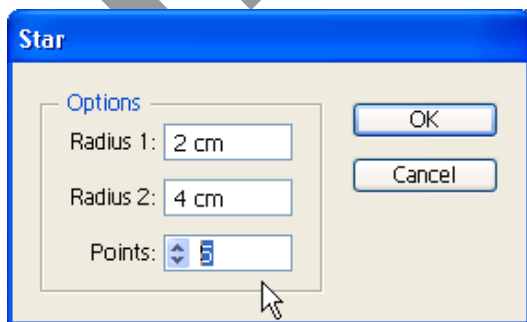 Star
Options
Radius 1: 2 cm
Radius 2: 4 cm
Points: 5
OK
Cancel